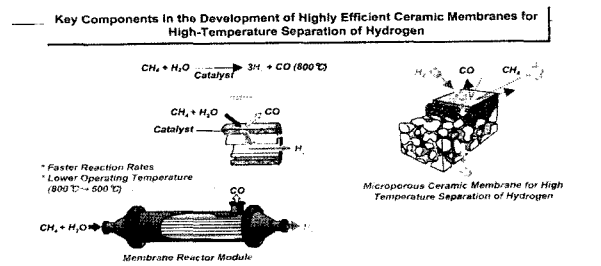 Key Components in the Development of Highly Efficient Ceramic Membranes for
High-Temperature Separation of Hydrogen
CH₄ + H₂O → 3H₂ + CO (800℃)
Catalyst
CH₄ + H₂O CO
Catalyst
H₂
* Faster Reaction Rates
* Lower Operating Temperature
(800℃→ 500℃)
CO
CH₄ + H₂O
Membrane Reactor Module
H₂ CO CH₄
Microporous Ceramic Membrane for High
Temperature Separation of Hydrogen